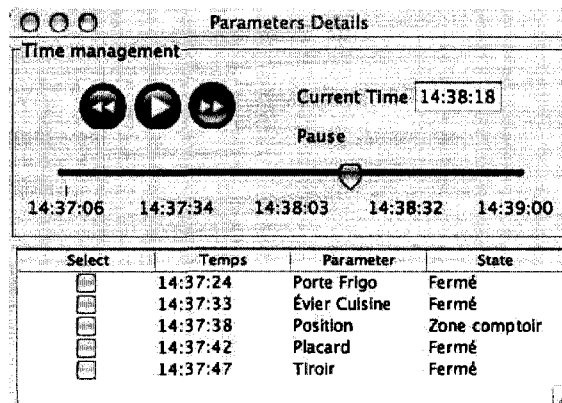 Parameters Details
Time management
Current Time 14:38:18
Pause
14:37:06 14:37:34 14:38:03 14:38:32 14:39:00
Select Temps Parameter State
14:37:24 Porte Frigo Fermé
14:37:33 Évier Cuisine Fermé
14:37:38 Position Zone comptoir
14:37:42 Placard Fermé
14:37:47 Tiroir Fermé